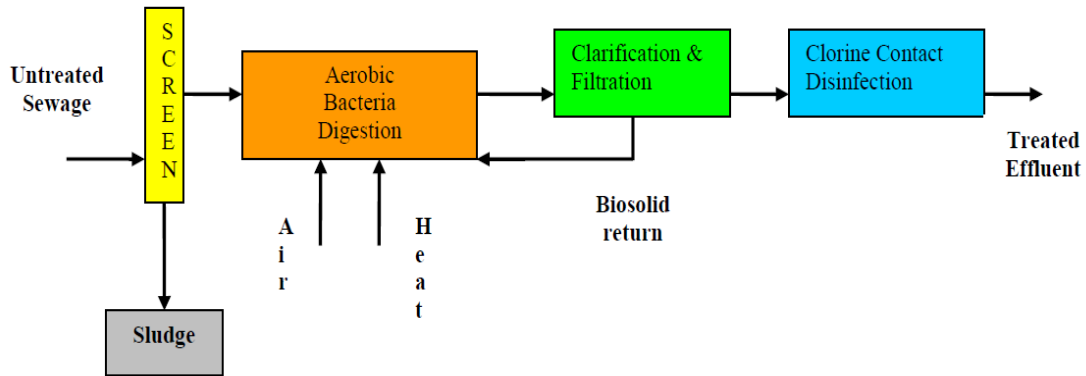 Untreated
Sewage
S
C
R
E
E
N
Sludge
Aerobic
Bacteria
Digestion
A
i
r
H
e
a
t
Clarification &
Filtration
Biosolid
return
Clorine Contact
Disinfection
Treated
Effluent